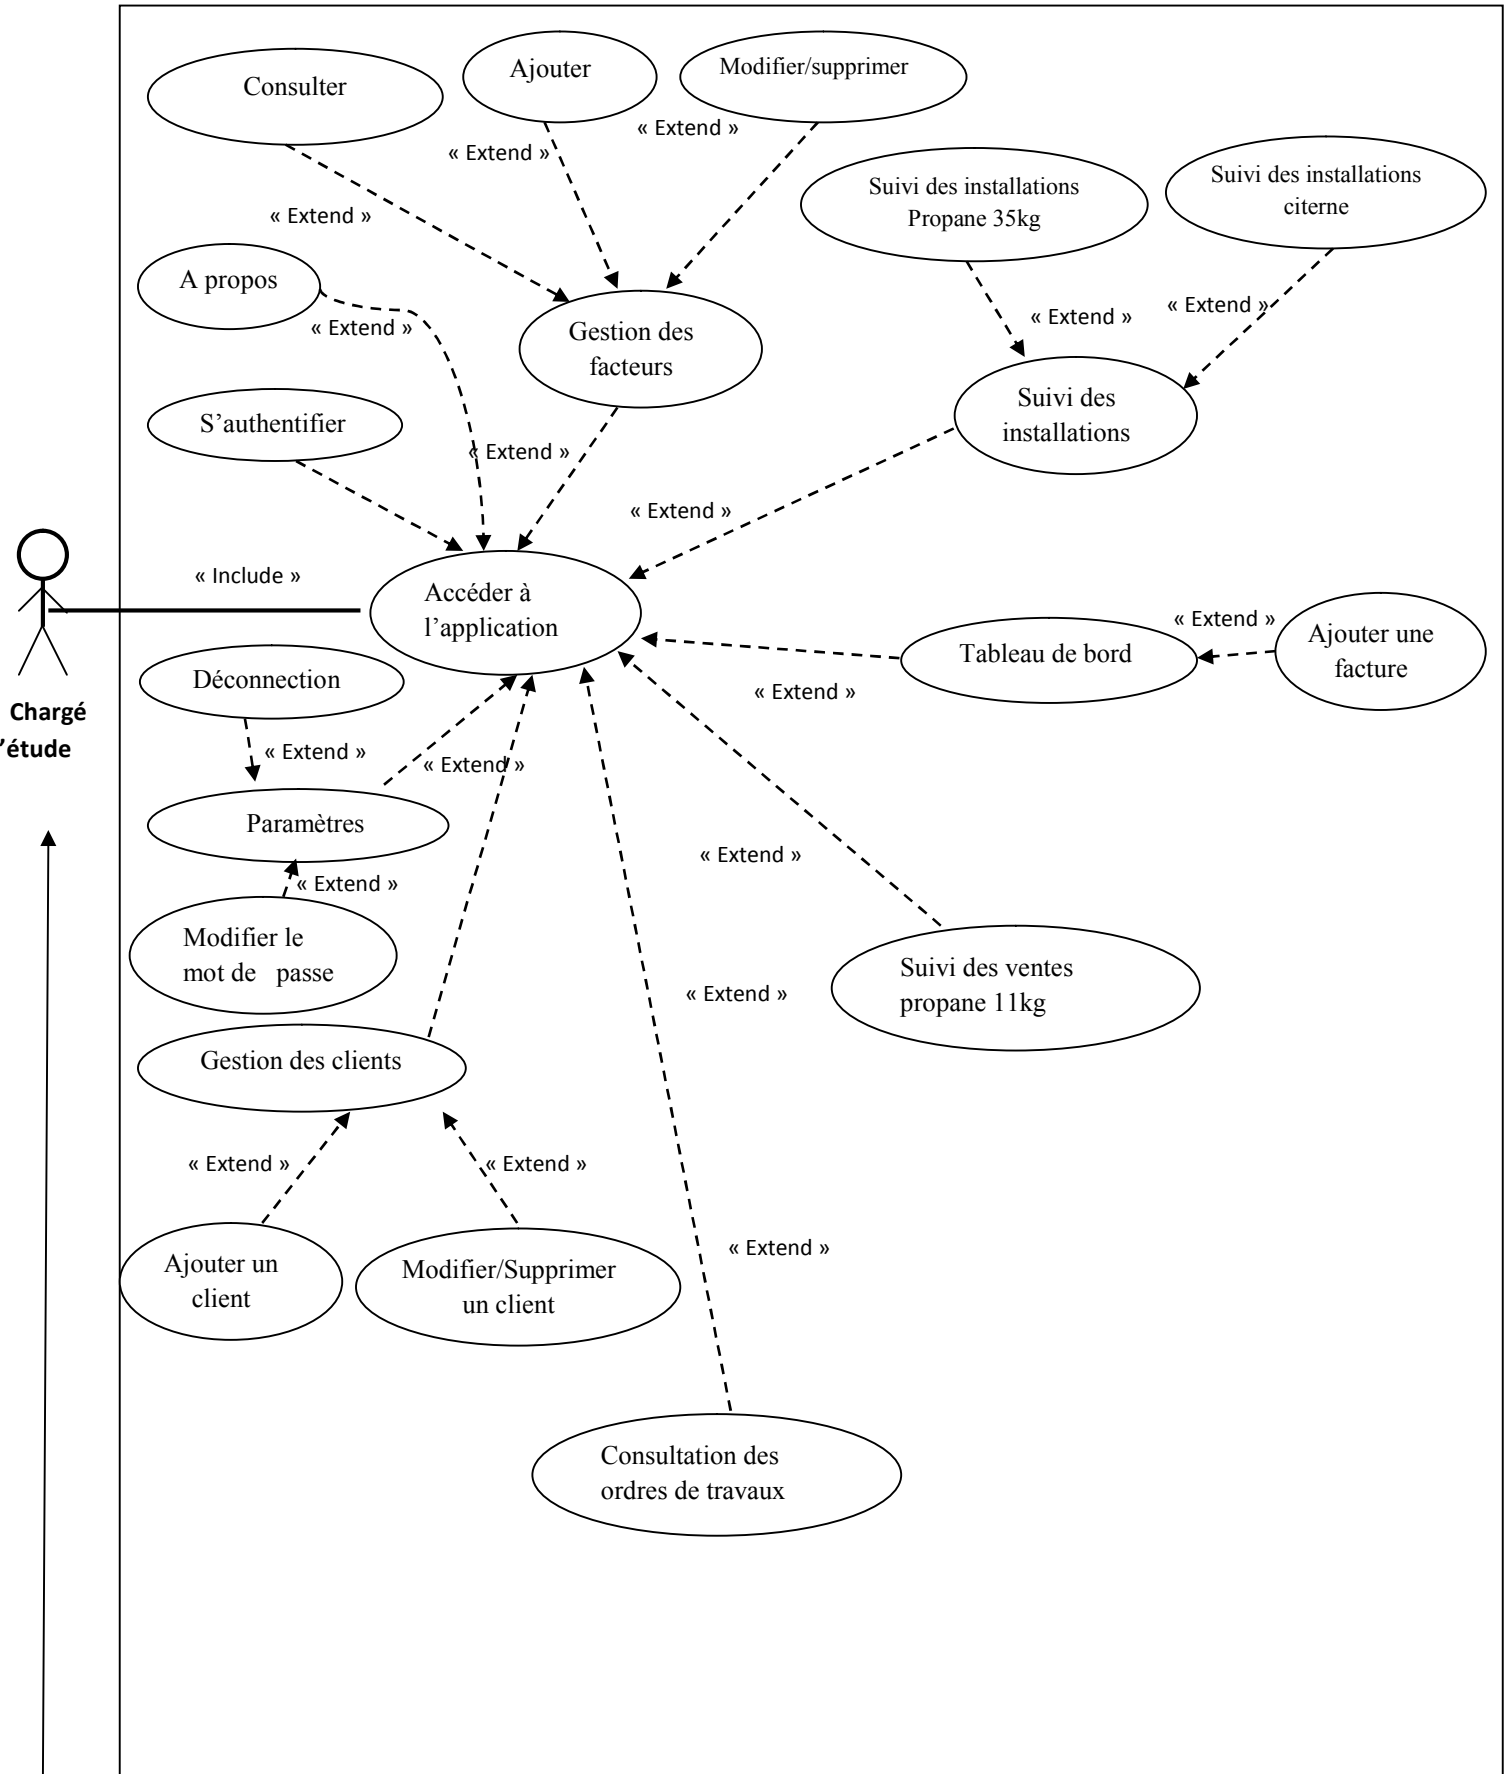 Consulter
Ajouter
Modifier/supprimer
« Extend »
« Extend »
« Extend »
Suivi des installations
Propane 35kg
Suivi des installations
citerne
A propos
« Extend »
Gestion des
facteurs
« Extend »
« Extend »
Suivi des
installations
S’authentifier
« Extend »
« Extend »
« Include »
Accéder à
l’application
Tableau de bord
« Extend »
Ajouter une
facture
« Extend »
Chargé
’étude
Déconnection
« Extend »
« Extend »
Paramètres
« Extend »
« Extend »
Modifier le
mot de passe
Suivi des ventes
propane 11kg
« Extend »
Gestion des clients
« Extend »
« Extend »
« Extend »
Ajouter un
client
Modifier/Supprimer
un client
Consultation des
ordres de travaux